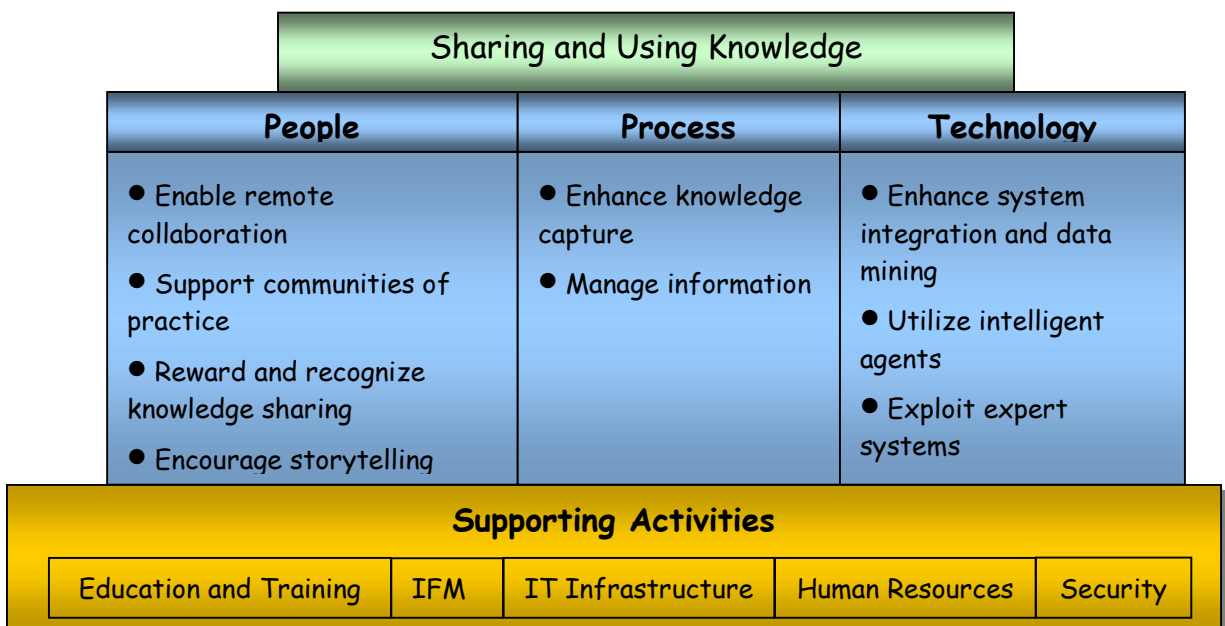 Sharing and Using Knowledge
People
Process
Technology
● Enable remote
collaboration
● Support communities of
practice
● Reward and recognize
knowledge sharing
● Encourage storytelling
● Enhance knowledge
capture
● Manage information
● Enhance system
integration and data
mining
● Utilize intelligent
agents
● Exploit expert
systems
Supporting Activities
Education and Training
IFM
IT Infrastructure
Human Resources
Security